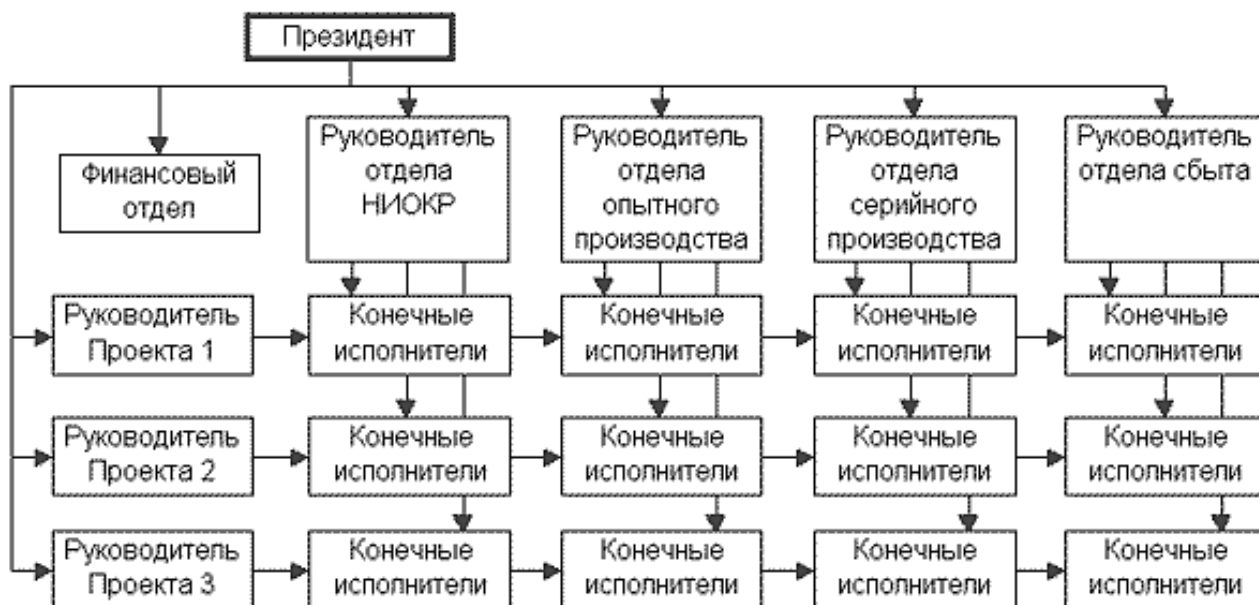 Президент
Финансовый
отдел
Руководитель
отдела
НИОКР
Руководитель
отдела
опытного
производства
Руководитель
отдела
серийного
производства
Руководитель
отдела сбыта
Руководитель
Проекта 1
Конечные
исполнители
Конечные
исполнители
Конечные
исполнители
Конечные
исполнители
Руководитель
Проекта 2
Конечные
исполнители
Конечные
исполнители
Конечные
исполнители
Конечные
исполнители
Руководитель
Проекта 3
Конечные
исполнители
Конечные
исполнители
Конечные
исполнители
Конечные
исполнители